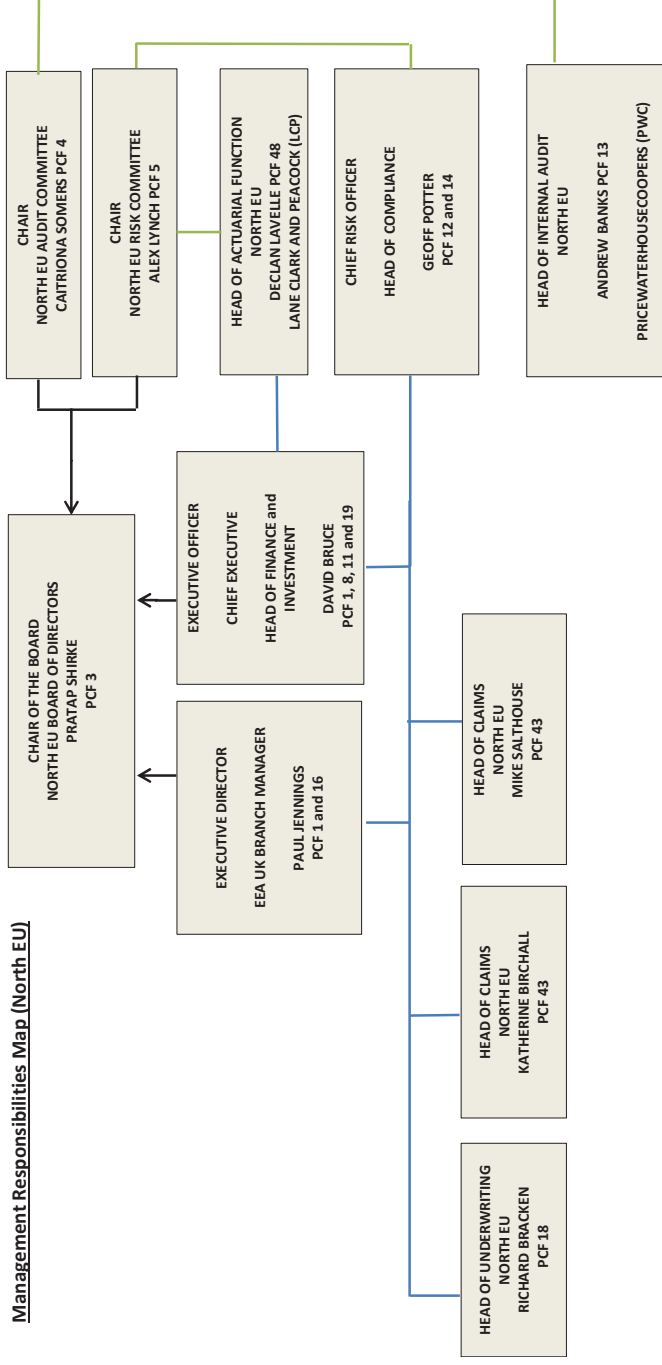 Management Responsibilities Map (North EU)
CHAIR OF THE BOARD
NORTH EU BOARD OF DIRECTORS
PRATAP SHIRKE
PCF 3
CHAIR
NORTH EU AUDIT COMMITTEE
CAITRIONA SOMERS PCF 4
CHAIR
NORTH EU RISK COMMITTEE
ALEX LYNCH PCF 5
EXECUTIVE DIRECTOR
EEA UK BRANCH MANAGER
PAUL JENNINGS
PCF 1 and 16
EXECUTIVE OFFICER
CHIEF EXECUTIVE
HEAD OF FINANCE and
INVESTMENT
DAVID BRUCE
PCF 1, 8, 11 and 19
HEAD OF ACTUARIAL FUNCTION
NORTH EU
DECLAN LAVELLE PCF 48
LANE CLARK AND PEACOCK (LCP)
CHIEF RISK OFFICER
HEAD OF COMPLIANCE
GEOFF POTTER
PCF 12 and 14
HEAD OF UNDERWRITING
NORTH EU
RICHARD BRACKEN
PCF 18
HEAD OF CLAIMS
NORTH EU
KATHERINE BIRCHALL
PCF 43
HEAD OF CLAIMS
NORTH EU
MIKE SALTHOUSE
PCF 43
HEAD OF INTERNAL AUDIT
NORTH EU
ANDREW BANKS PCF 13
PRICEWATERHOUSECOOPERS (PWC)